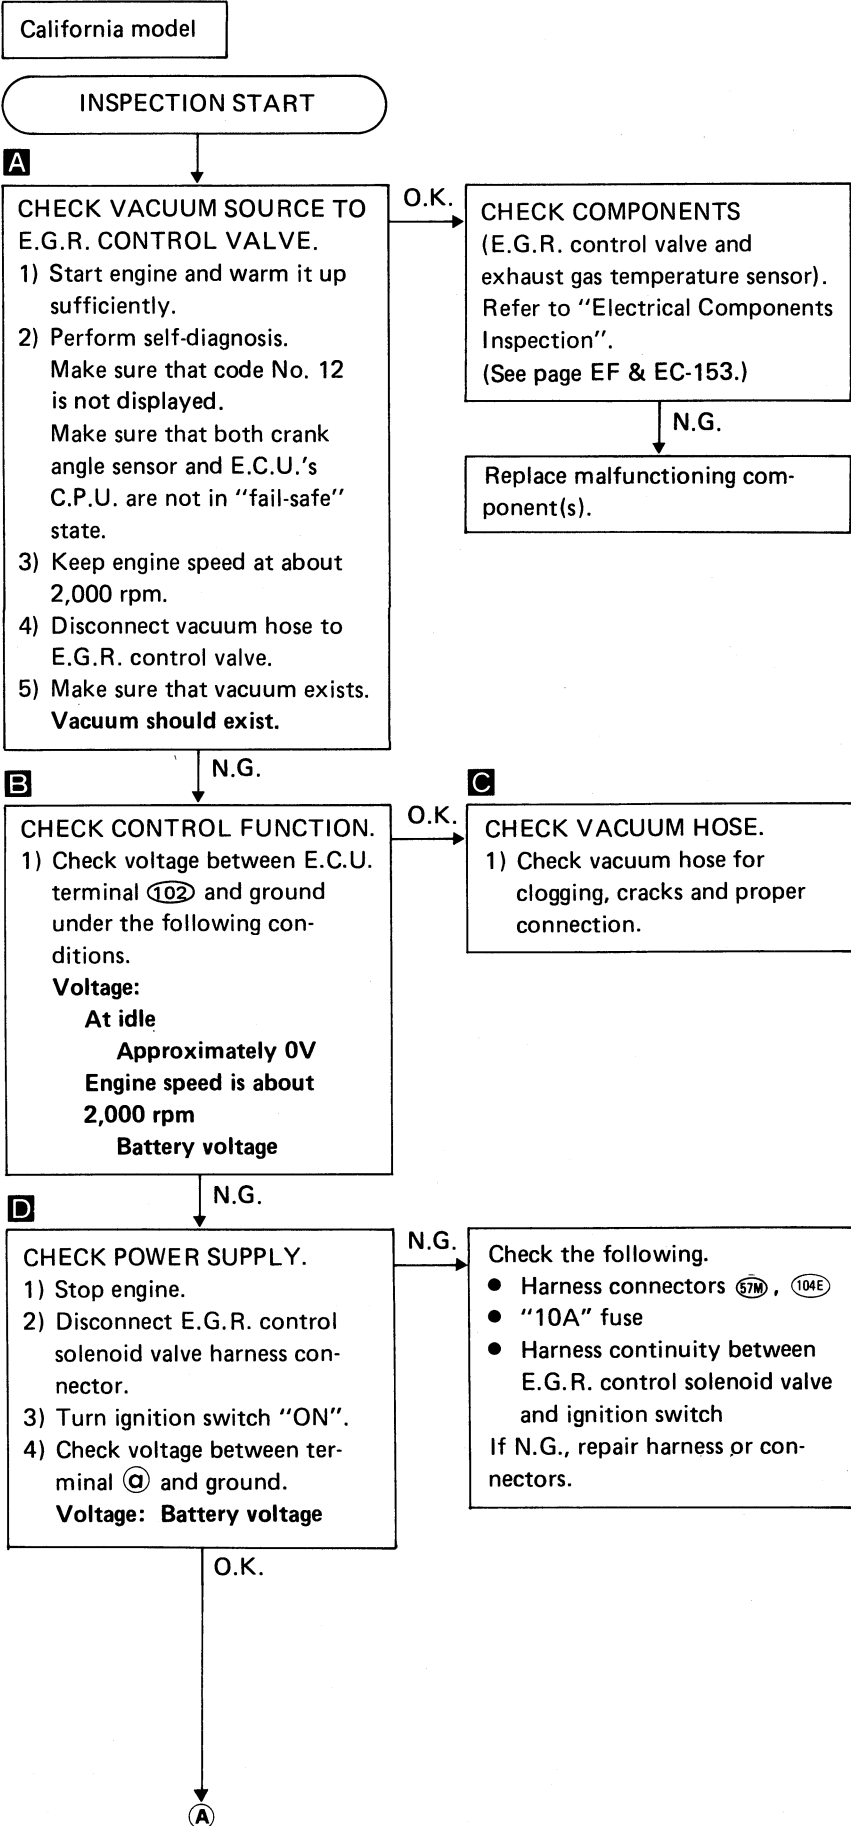 California model
INSPECTION START
A
CHECK VACUUM SOURCE TO
E.G.R. CONTROL VALVE.
1) Start engine and warm it up
sufficiently.
2) Perform self-diagnosis.
Make sure that code No. 12
is not displayed.
Make sure that both crank
angle sensor and E.C.U.'s
C.P.U. are not in "fail-safe"
state.
3) Keep engine speed at about
2,000 rpm.
4) Disconnect vacuum hose to
E.G.R. control valve.
5) Make sure that vacuum exists.
Vacuum should exist.
O.K.
CHECK COMPONENTS
(E.G.R. control valve and
exhaust gas temperature sensor).
Refer to "Electrical Components
Inspection".
(See page EF & EC-153.)
N.G.
Replace malfunctioning com-
ponent(s).
N.G.
B
CHECK CONTROL FUNCTION.
1) Check voltage between E.C.U.
terminal 102 and ground
under the following con-
ditions.
Voltage:
At idle
Approximately 0V
Engine speed is about
2,000 rpm
Battery voltage
O.K.
C
CHECK VACUUM HOSE.
1) Check vacuum hose for
clogging, cracks and proper
connection.
N.G.
D
CHECK POWER SUPPLY.
1) Stop engine.
2) Disconnect E.G.R. control
solenoid valve harness con-
nector.
3) Turn ignition switch "ON".
4) Check voltage between ter-
minal a and ground.
Voltage: Battery voltage
N.G.
Check the following.
● Harness connectors 57M, 104E
● "10A" fuse
● Harness continuity between
E.G.R. control solenoid valve
and ignition switch
If N.G., repair harness or con-
nectors.
O.K.
A